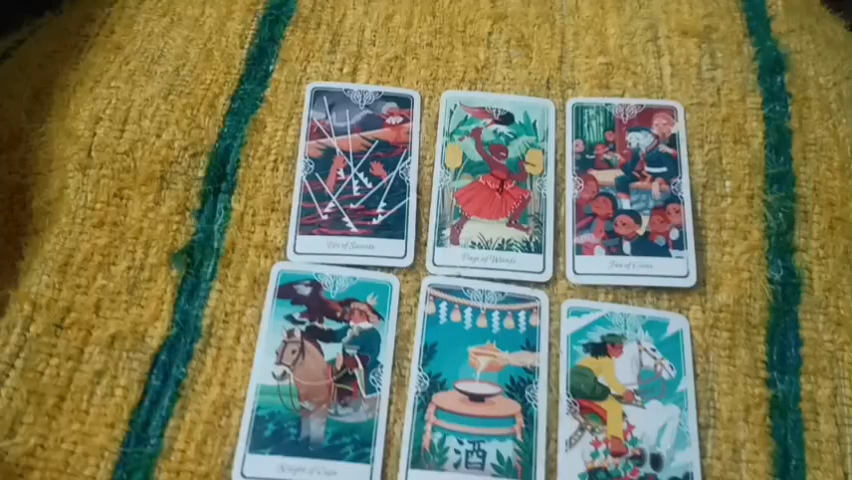 Ten of Swords
Page of Wands
Ten of Coins
Knight of Cups
酒